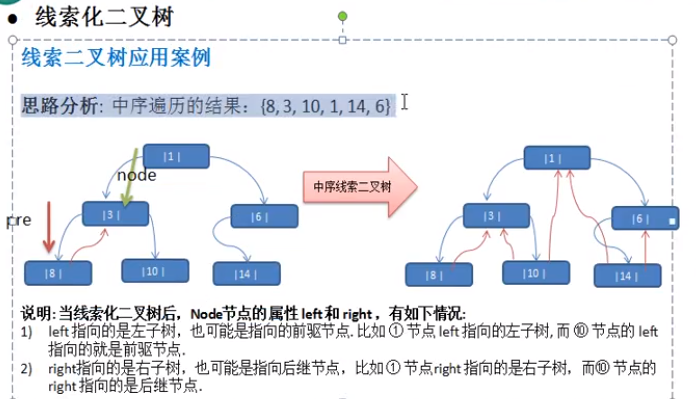 ● 线索化二叉树
线索二叉树应用案例
思路分析: 中序遍历的结果：{8, 3, 10, 1, 14, 6}
|1|
node
|3|
|6|
pre
|8|
|10|
|14|
中序线索二叉树
|1|
|3|
|6|
|8|
|10|
|14|
说明: 当线索化二叉树后，Node节点的属性 left 和 right ，有如下情况:
1) left 指向的是左子树，也可能是指向的前驱节点. 比如 ① 节点 left 指向的左子树, 而 ⑩ 节点的 left
指向的就是前驱节点.
2) right指向的是右子树，也可能是指向后继节点，比如 ① 节点right 指向的是右子树，而⑩ 节点的
right 指向的是后继节点.